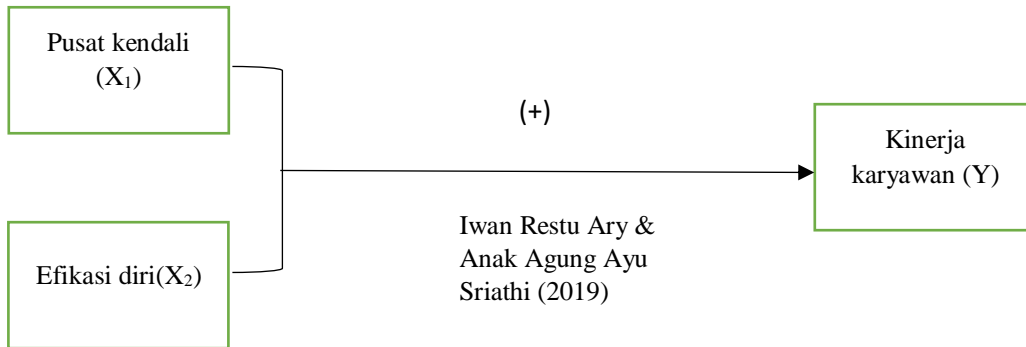 Pusat kendali
(X₁)
(+)
Kinerja
karyawan (Y)
Iwan Restu Ary &
Anak Agung Ayu
Sriathi (2019)
Efikasi diri(X₂)